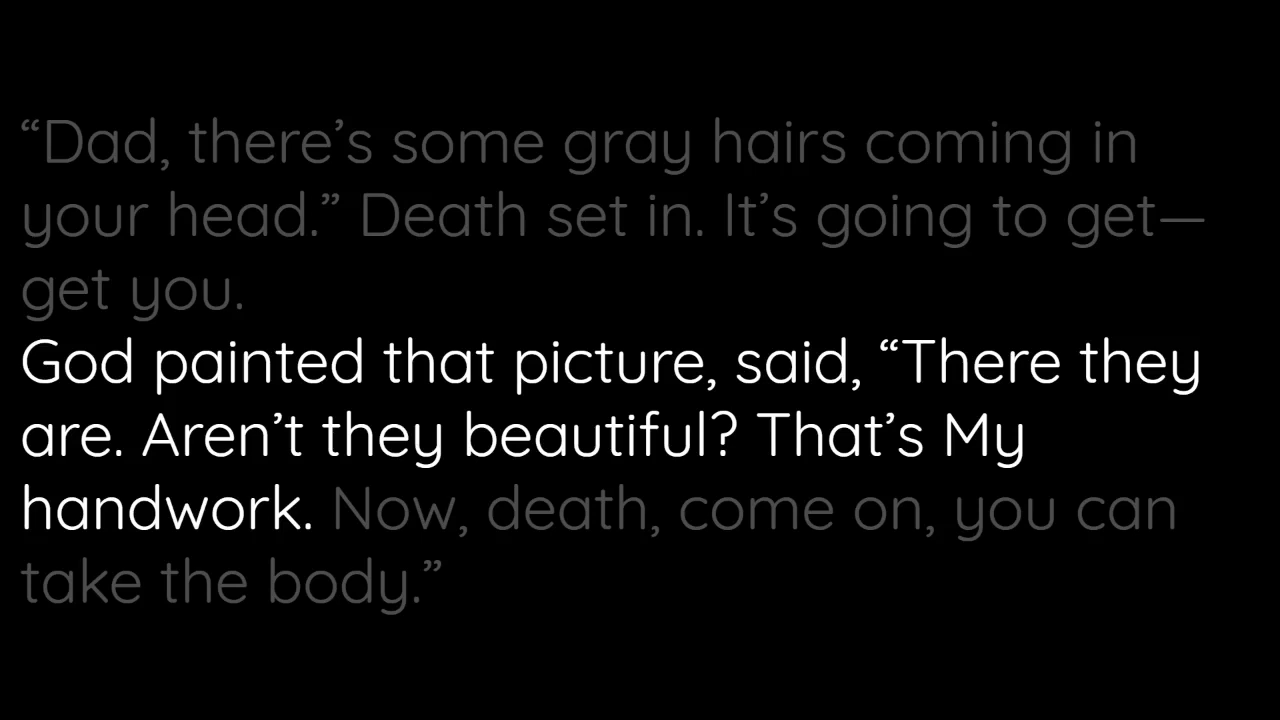 “Dad, there’s some gray hairs coming in
your head.” Death set in. It’s going to get—
get you.
God painted that picture, said, “There they
are. Aren’t they beautiful? That’s My
handwork. Now, death, come on, you can
take the body.”